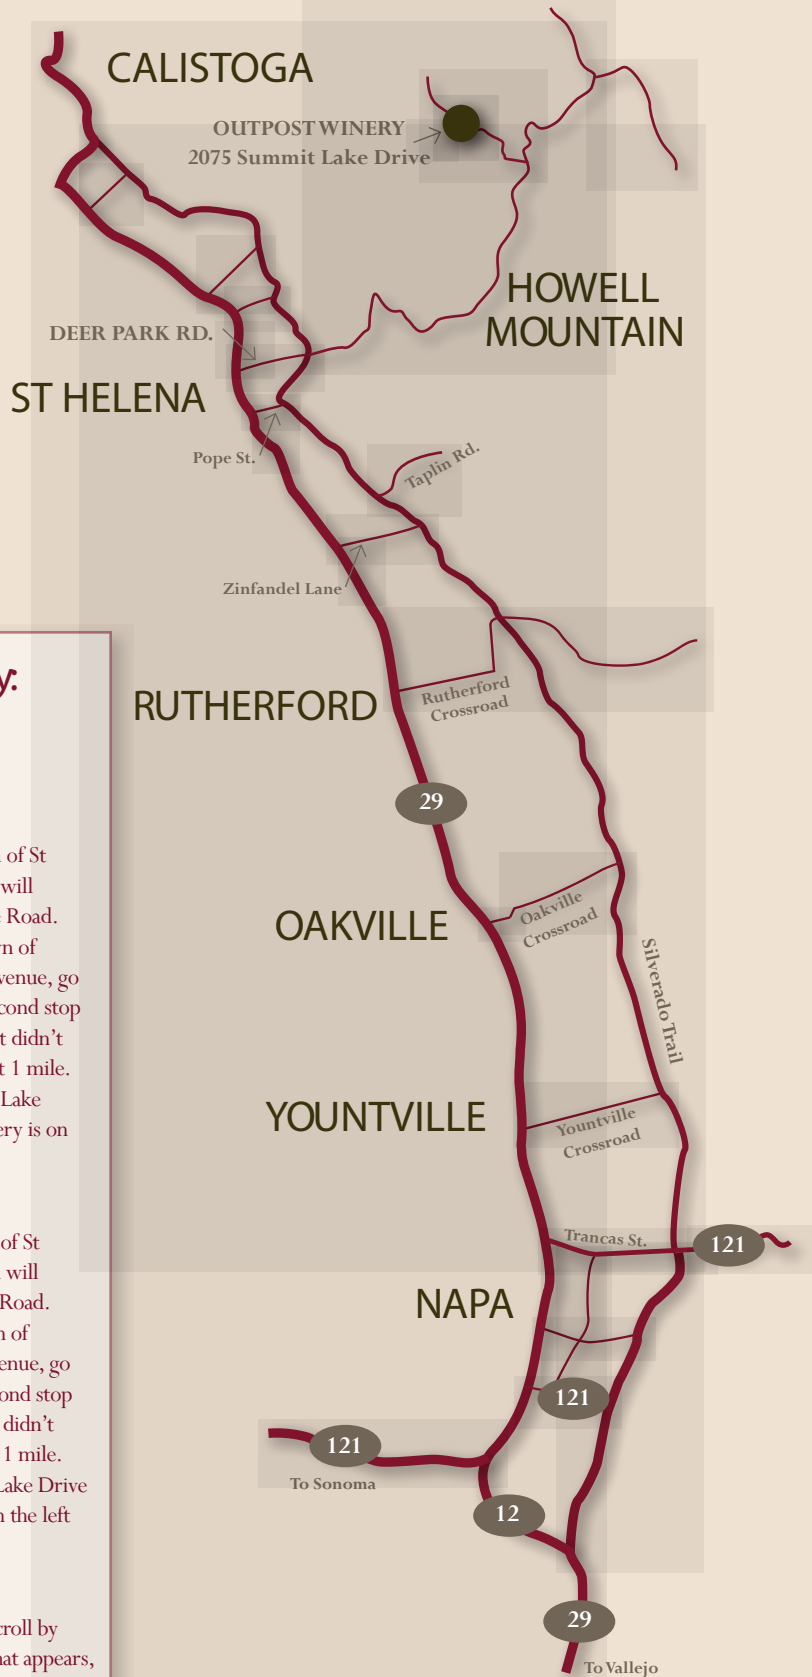 CALISTOGA
OUTPOST WINERY
2075 Summit Lake Drive
HOWELL
MOUNTAIN
DEER PARK RD.
ST HELENA
Pope St.
Taplin Rd.
Zinfandel Lane
RUTHERFORD
Rutherford
Crossroad
29
OAKVILLE
Oakville
Crossroad
Silverado Trail
YOUNTVILLE
Yountville
Crossroad
Trancas St.
121
NAPA
121
121
To Sonoma
12
29
To Vallejo
y:
of St
will
Road.
n of
venue, go
cond stop
t didn't
t 1 mile.
Lake
ery is on
of St
will
Road.
n of
enue, go
ond stop
didn't
1 mile.
Lake Drive
n the left
croll by
hat appears,